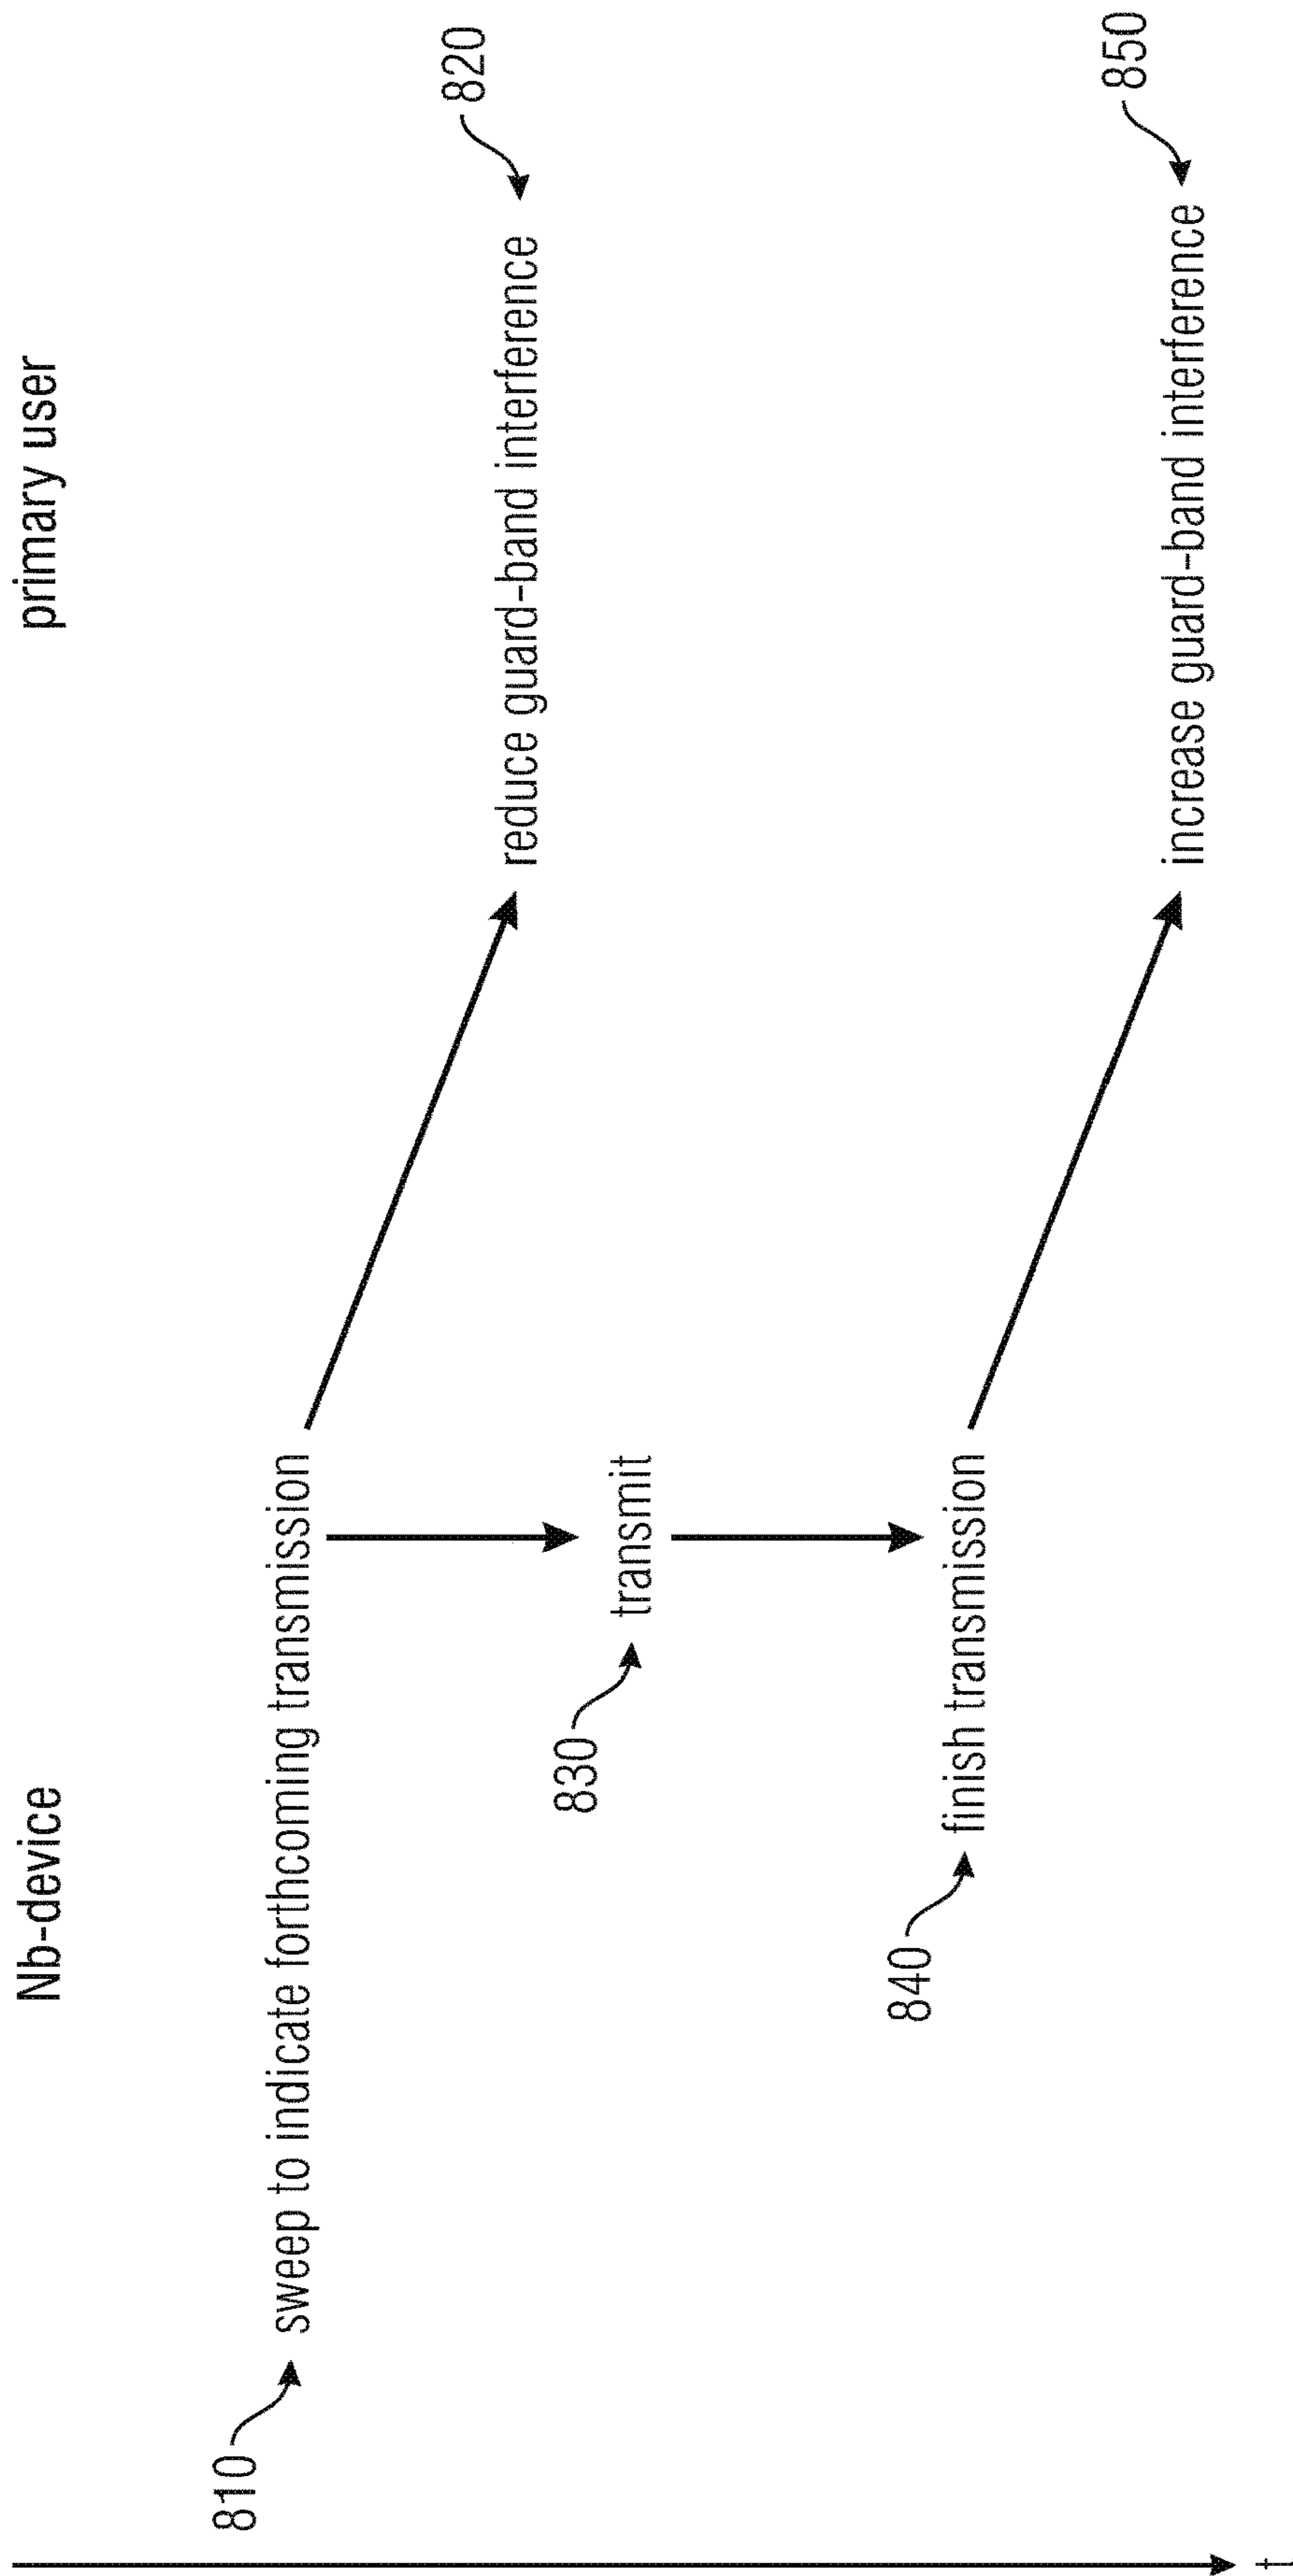 Nb-device
primary user
810
sweep to indicate forthcoming transmission
820
reduce guard-band interference
830
transmit
840
finish transmission
850
increase guard-band interference
t